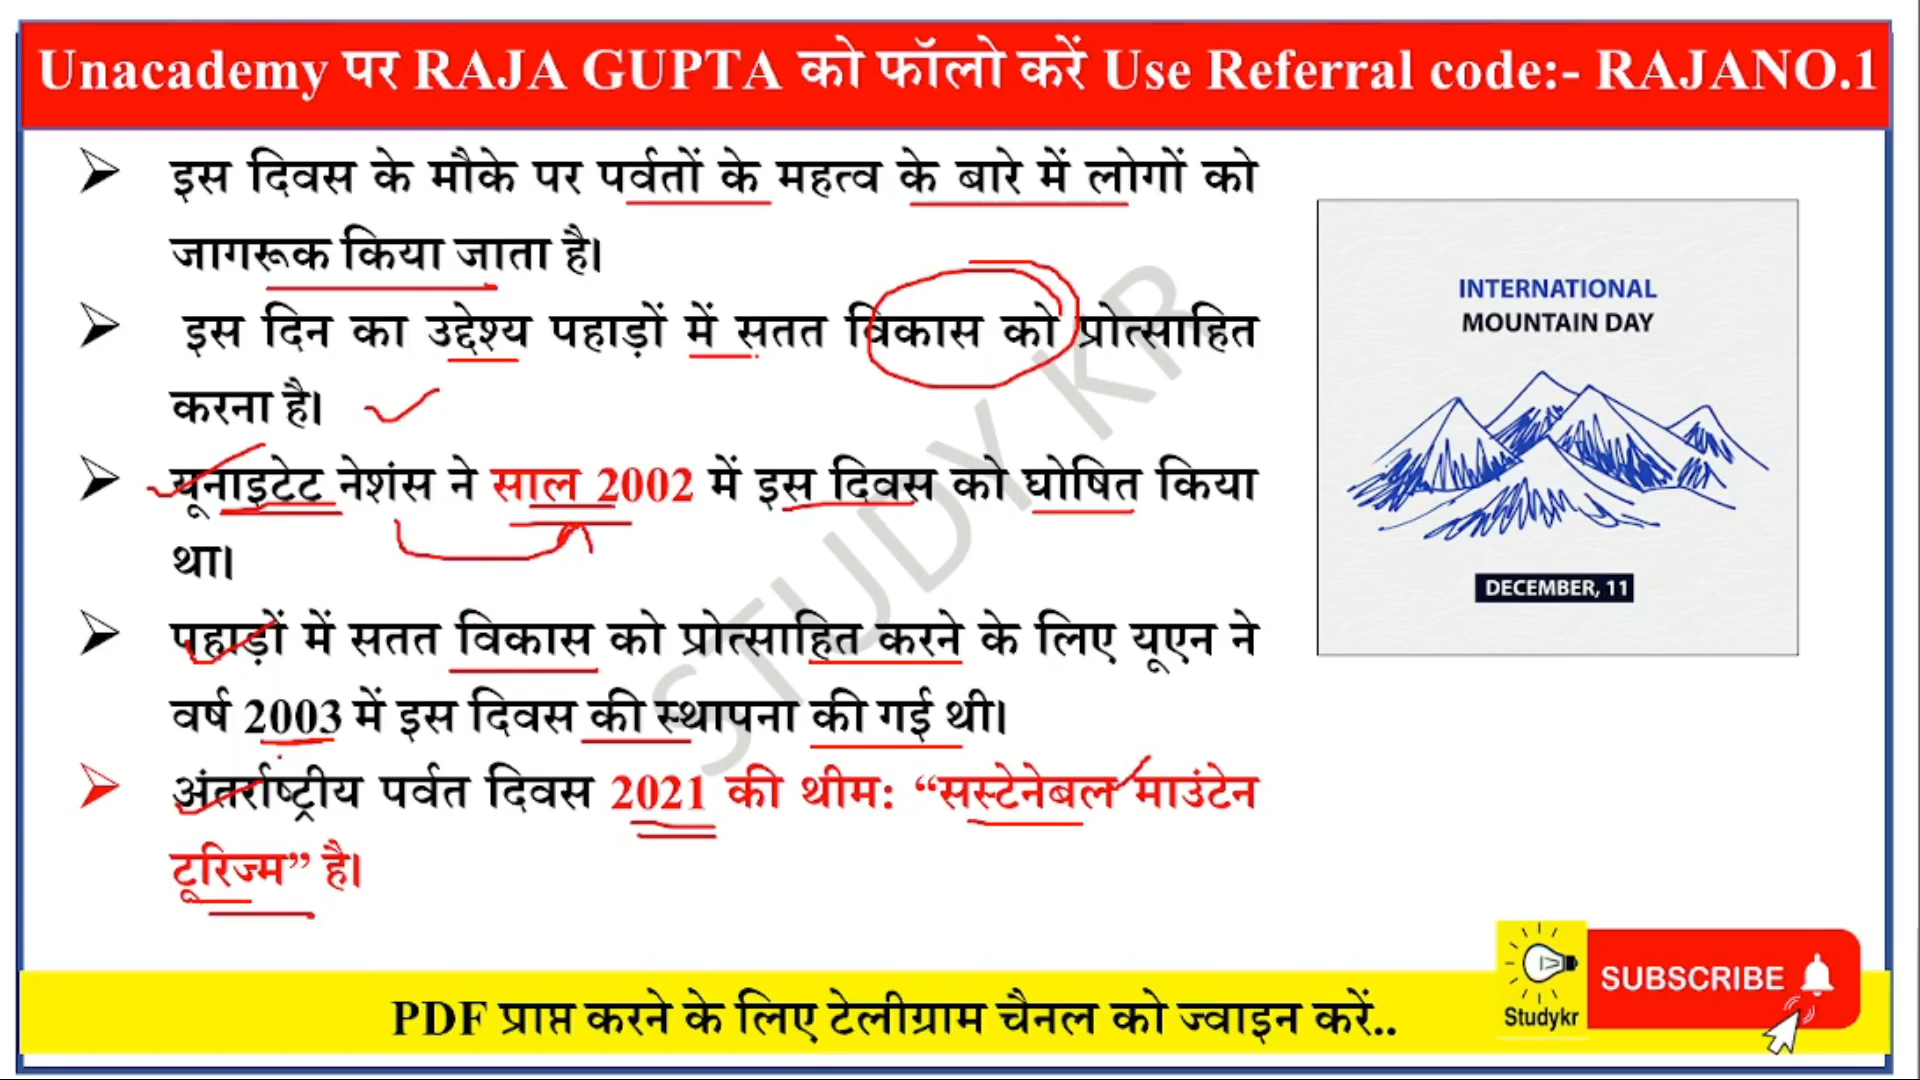 Unacademy पर RAJA GUPTA को फॉलो करें Use Referral code:- RAJANO.1
इस दिवस के मौके पर पर्वतों के महत्व के बारे में लोगों को
जागरूक किया जाता है।
इस दिन का उद्देश्य पहाड़ों में सतत विकास को प्रोत्साहित
करना है।
यूनाइटेट नेशंस ने साल 2002 में इस दिवस को घोषित किया
था।
पहाड़ों में सतत विकास को प्रोत्साहित करने के लिए यूएन ने
वर्ष 2003 में इस दिवस की स्थापना की गई थी।
अंतर्राष्ट्रीय पर्वत दिवस 2021 की थीम: “सस्टेनेबल माउंटेन
टूरिज्म” है।
STUDY KR
INTERNATIONAL
MOUNTAIN DAY
DECEMBER, 11
PDF प्राप्त करने के लिए टेलीग्राम चैनल को ज्वाइन करें..
Studykr
SUBSCRIBE